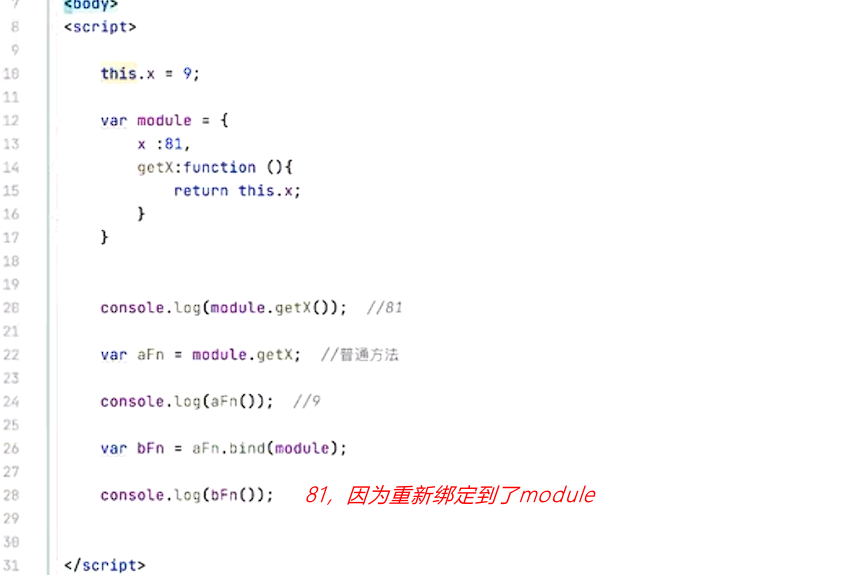 7 <body>
8 <script>
9
10 this.x = 9;
11
12 var module = {
13 x :81,
14 getX:function (){
15 return this.x;
16 }
17 }
18
19
20 console.log(module.getX()); //81
21
22 var aFn = module.getX; //普通方法
23
24 console.log(aFn()); //9
25
26 var bFn = aFn.bind(module);
27
28 console.log(bFn()); 81, 因为重新绑定到了module
29
30
31 </script>